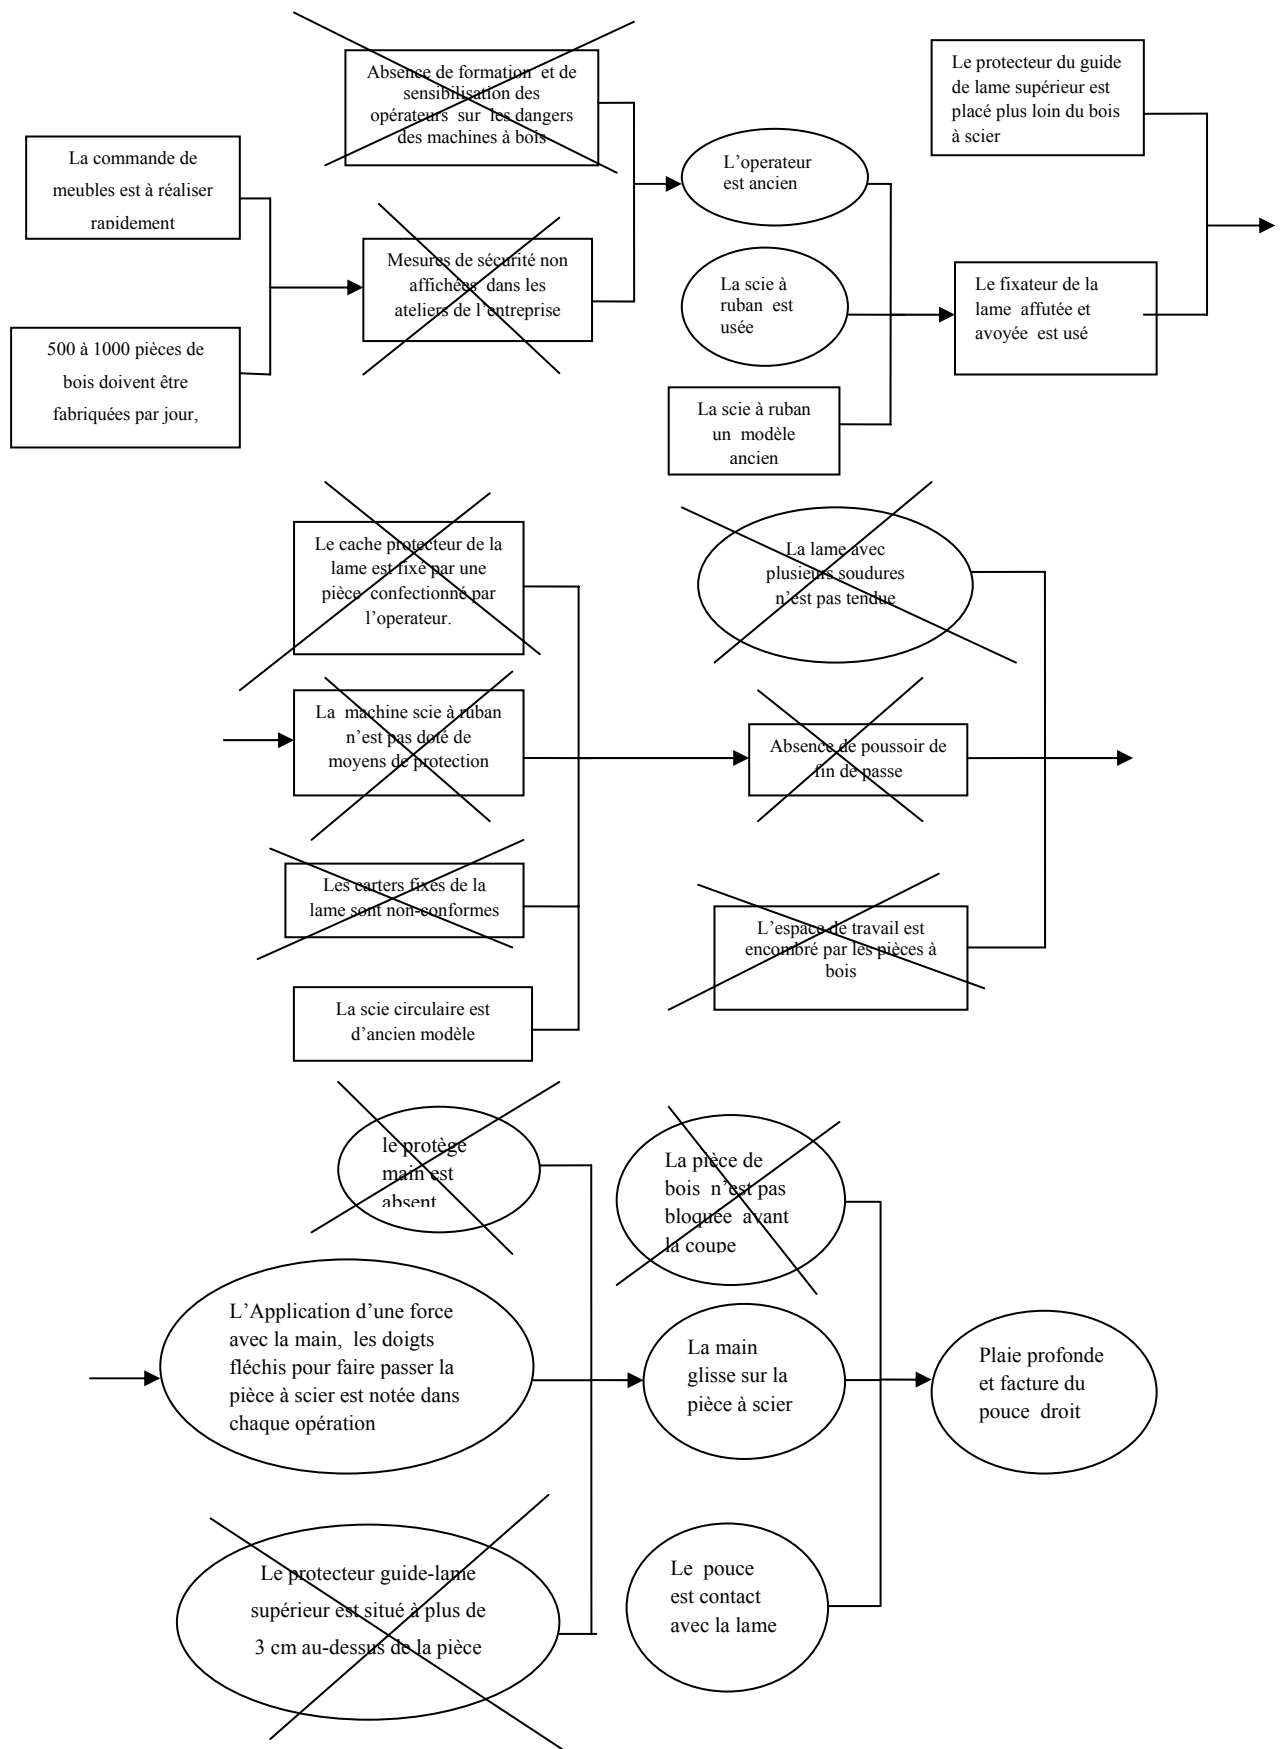 Absence de formation et de
sensibilisation des
opérateurs sur les dangers
des machines à bois
Le protecteur du guide
de lame supérieur est
placé plus loin du bois
à scier
La commande de
meubles est à réaliser
rapidement
L’operateur
est ancien
Mesures de sécurité non
affichées dans les
ateliers de l’entreprise
La scie à
ruban est
usée
Le fixateur de la
lame affutée et
avoyée est usé
500 à 1000 pièces de
bois doivent être
fabriquées par jour,
La scie à ruban
un modèle
ancien
Le cache protecteur de la
lame est fixé par une
pièce confectionné par
l’operateur.
La lame avec
plusieurs soudures
n’est pas tendue
La machine scie à ruban
n’est pas doté de
moyens de protection
Absence de poussoir de
fin de passe
Les carters fixés de la
lame sont non-conformes
L’espace de travail est
encombré par les pièces à
bois
La scie circulaire est
d’ancien modèle
le protège
main est
absent
La pièce de
bois n’est pas
bloquée avant
la coupe
L’Application d’une force
avec la main, les doigts
fléchis pour faire passer la
pièce à scier est notée dans
chaque opération
La main
glisse sur la
pièce à scier
Plaie profonde
et facture du
pouce droit
Le protecteur guide-lame
supérieur est situé à plus de
3 cm au-dessus de la pièce
Le pouce
est contact
avec la lame